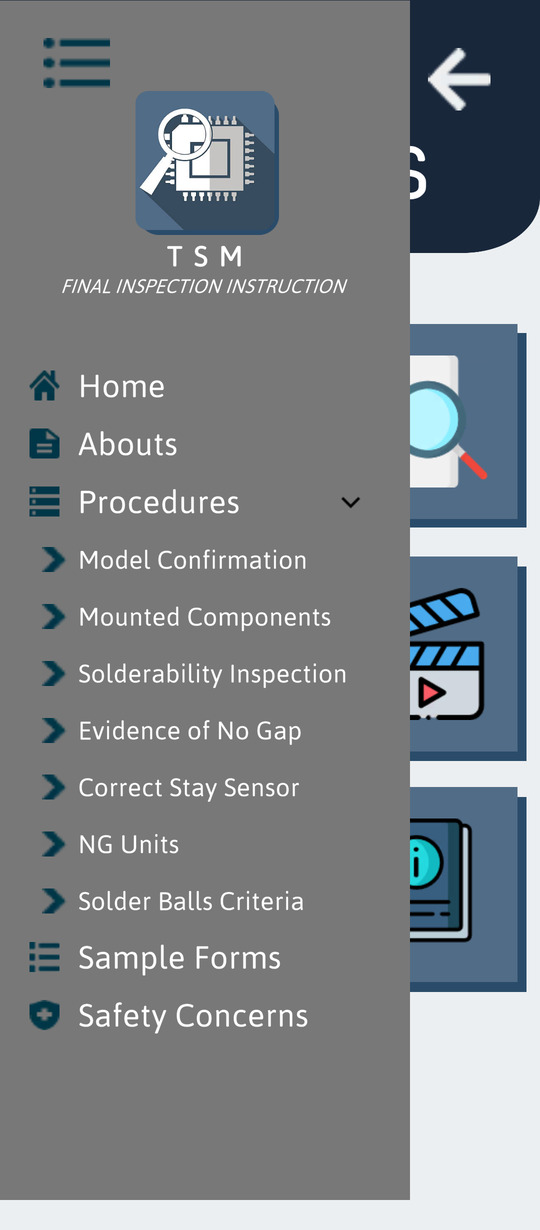 S
TSM
FINAL INSPECTION INSTRUCTION
Home
Abouts
Procedures
Model Confirmation
Mounted Components
Solderability Inspection
Evidence of No Gap
Correct Stay Sensor
NG Units
Solder Balls Criteria
Sample Forms
Safety Concerns